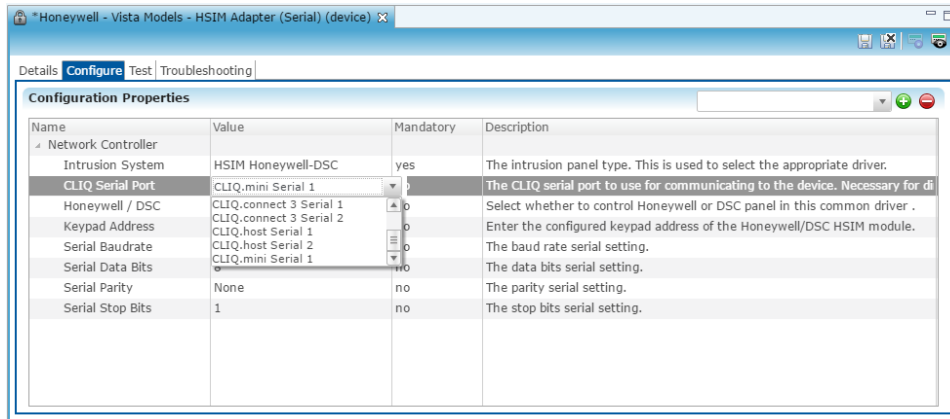 *Honeywell - Vista Models - HSIM Adapter (Serial) (device)
Details Configure Test Troubleshooting
Configuration Properties
Name Value Mandatory Description
Network Controller
Intrusion System HSIM Honeywell-DSC yes The intrusion panel type. This is used to select the appropriate driver.
CLIQ Serial Port CLIQ.mini Serial 1 The CLIQ serial port to use for communicating to the device. Necessary for di
CLIQ.connect 3 Serial 1
Honeywell / DSC Select whether to control Honeywell or DSC panel in this common driver .
CLIQ.connect 3 Serial 2
Keypad Address Enter the configured keypad address of the Honeywell/DSC HSIM module.
CLIQ.host Serial 1
Serial Baudrate The baud rate serial setting.
CLIQ.host Serial 2
CLIQ.mini Serial 1
Serial Data Bits no The data bits serial setting.
Serial Parity None no The parity serial setting.
Serial Stop Bits 1 no The stop bits serial setting.